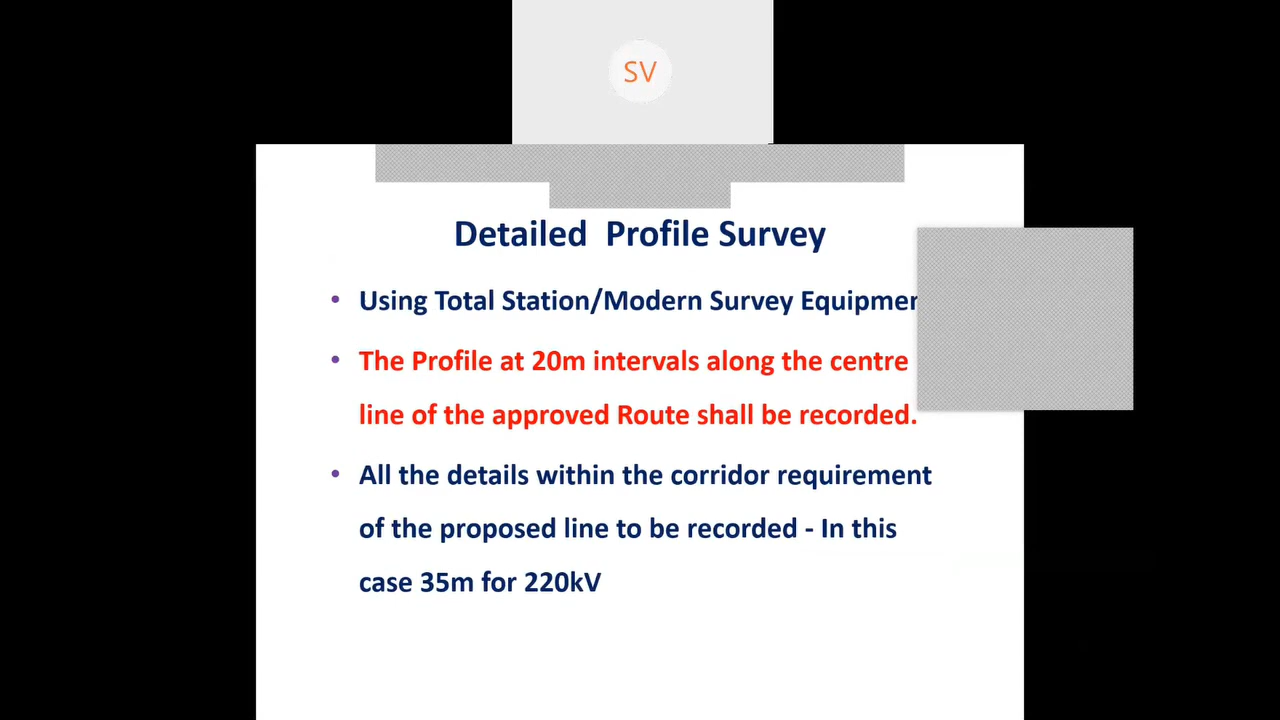 SV
Detailed Profile Survey
• Using Total Station/Modern Survey
• The Profile at 20m intervals along the centre
line of the approved Route shall be recorded.
• All the details within the corridor requirement
of the proposed line to be recorded - In this
case 35m for 220kV